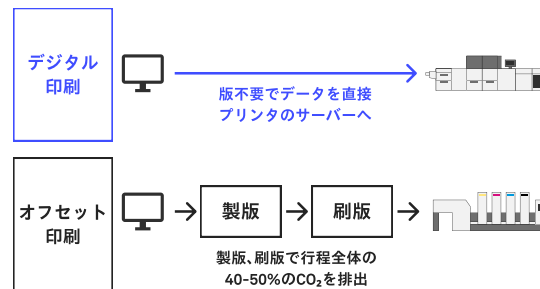 デジタル
印刷
版不要でデータを直接
プリンタのサーバーへ
オフセット
印刷
製版
刷版
製版、刷版で行程全体の
40-50%のCO₂を排出